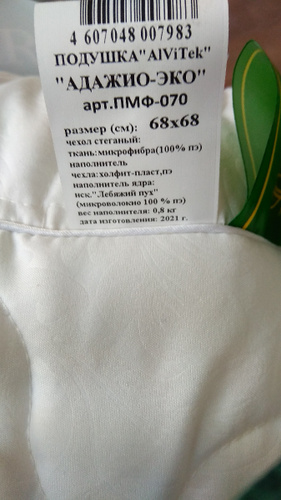 4 607048 007983
ПОДУШКА"AlViTek"
"АДАЖИО-ЭКО"
арт.ПМФ-070
размер (см): 68х68
чехол стеганый:
ткань:микрофибра(100% пэ)
наполнитель
чехла:холфит-пласт,пэ
наполнитель ядра:
иск."Лебяжий пух"
(микроволокно 100 % пэ)
вес наполнителя: 0,8 кг
дата изготовления: 2021 г.